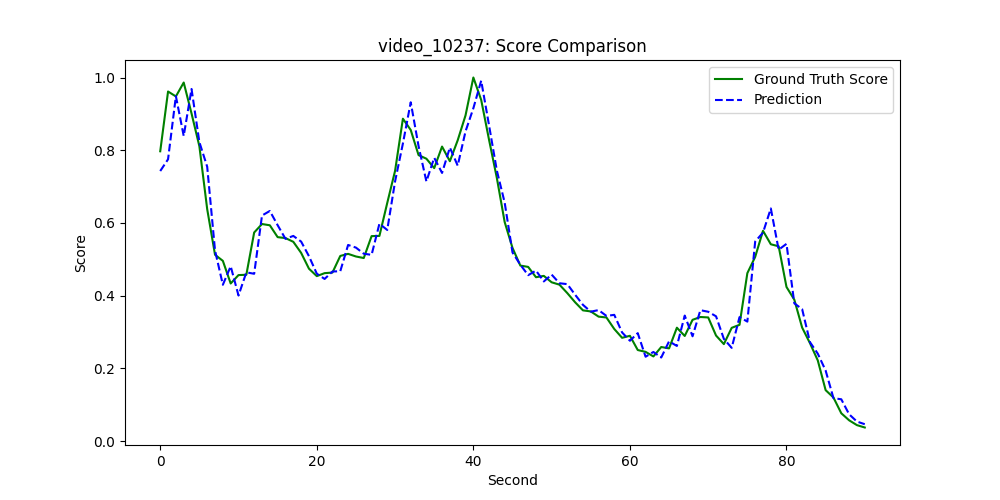 video_10237: Score Comparison
Ground Truth Score
Prediction
1.0
0.8
0.6
0.4
0.2
0.0
Score
0 20 40 60 80
Second